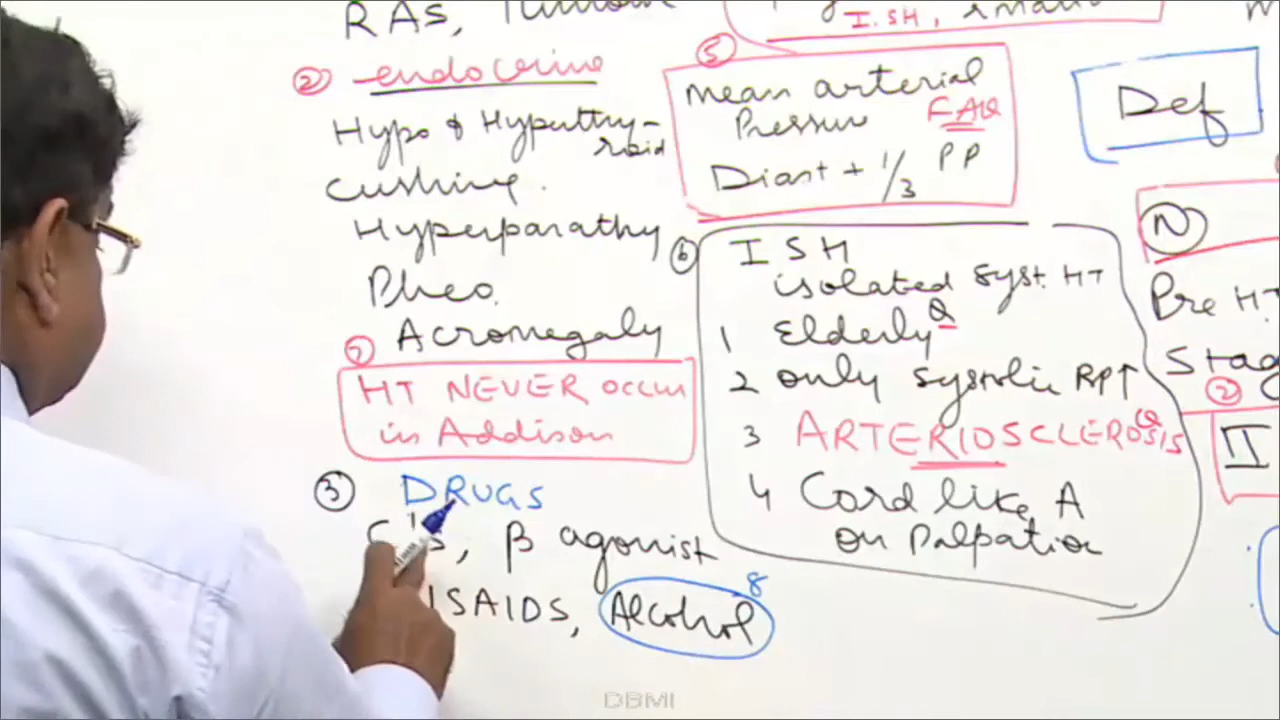 RAS,
I.SH,
② endocrine
Hypo & Hyperthy-
roid
Cushing.
Hyperparathy
Pheo.
Acromegaly
⑦
HT NEVER occur
in Addison
③ DRUGS
β agonist
Alcohol 8
⑤
Mean arterial
Pressure FAQ
Diast + 1/3 PP
⑥ ISH
isolated syst. HT
1 Elderly Q
2 only systolic BP↑
3 ARTERIOSCLEROSIS Q
4 Cord like A
on Palpation
Def
N
Pre HT
Stag
②
II
DBMI